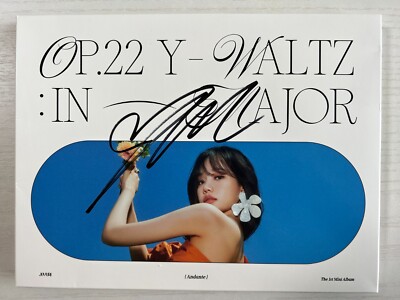 OP.22 Y-WALTZ
: IN MAJOR
JO YURI
[Andante]
The 1st Mini Album